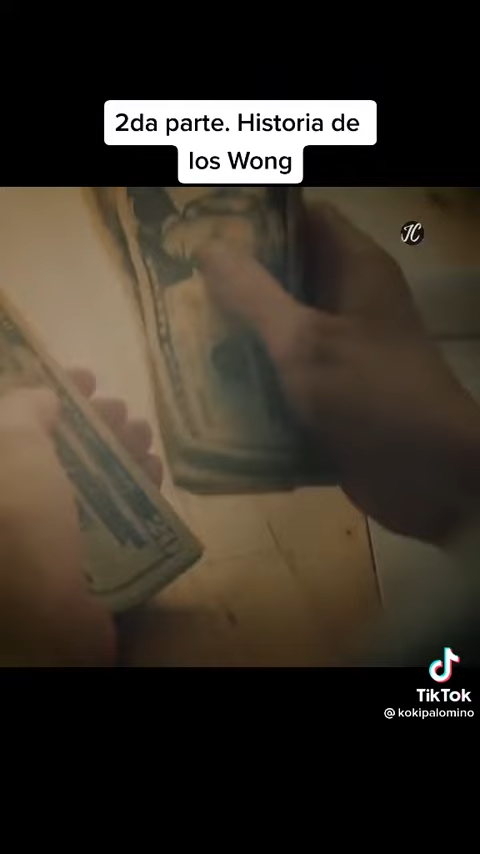 2da parte. Historia de
los Wong
JC
TikTok
@kokipalomino